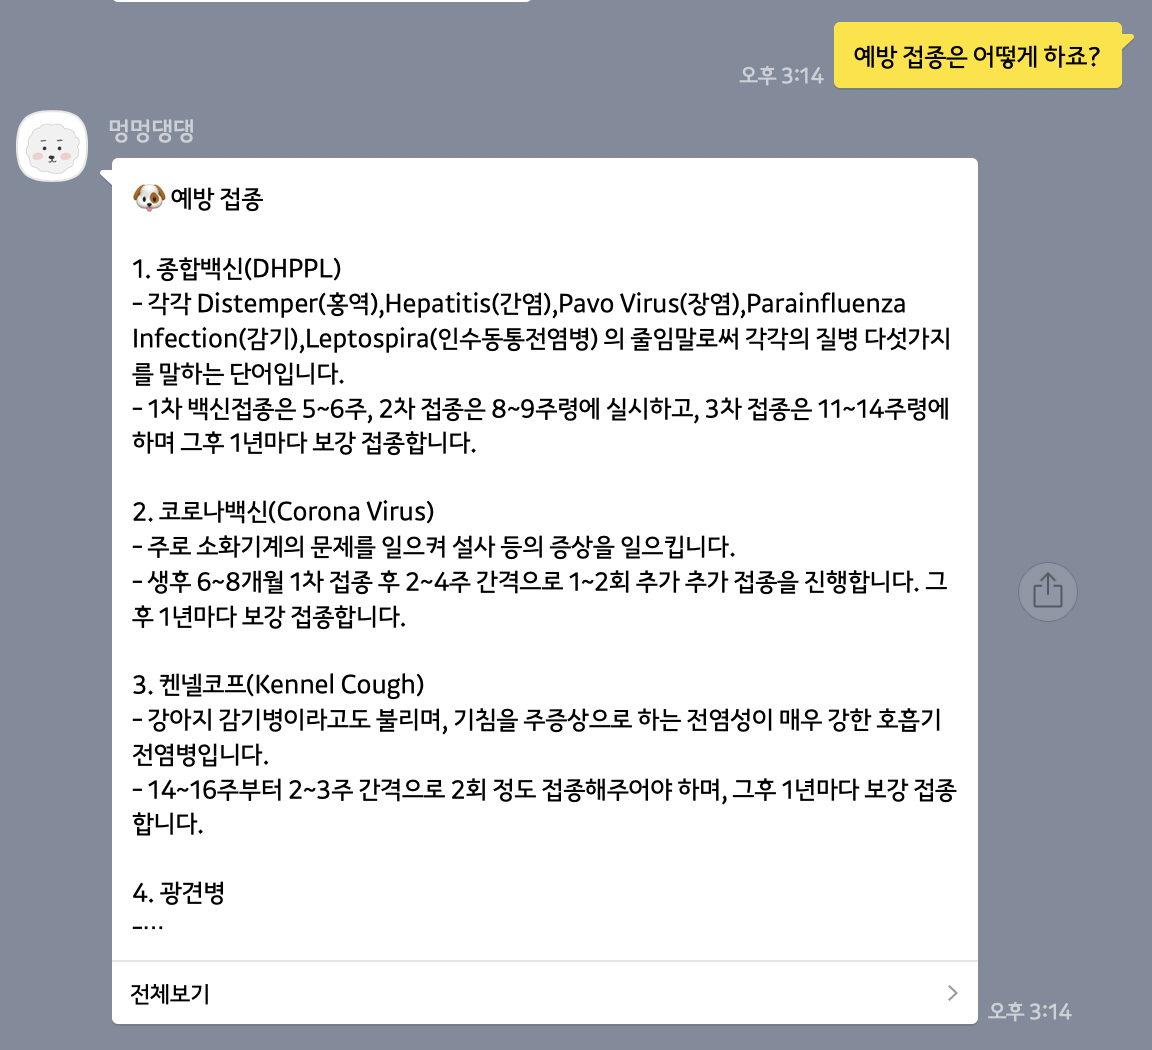 예방 접종은 어떻게 하죠?
오후 3:14
멍멍댕댕
🐶 예방 접종
1. 종합백신(DHPPL)
- 각각 Distemper(홍역),Hepatitis(간염),Pavo Virus(장염),Parainfluenza
Infection(감기),Leptospira(인수동통전염병) 의 줄임말로써 각각의 질병 다섯가지
를 말하는 단어입니다.
- 1차 백신접종은 5~6주, 2차 접종은 8~9주령에 실시하고, 3차 접종은 11~14주령에
하며 그후 1년마다 보강 접종합니다.
2. 코로나백신(Corona Virus)
- 주로 소화기계의 문제를 일으켜 설사 등의 증상을 일으킵니다.
- 생후 6~8개월 1차 접종 후 2~4주 간격으로 1~2회 추가 추가 접종을 진행합니다. 그
후 1년마다 보강 접종합니다.
3. 켄넬코프(Kennel Cough)
- 강아지 감기병이라고도 불리며, 기침을 주증상으로 하는 전염성이 매우 강한 호흡기
전염병입니다.
- 14~16주부터 2~3주 간격으로 2회 정도 접종해주어야 하며, 그후 1년마다 보강 접종
합니다.
4. 광견병
-…
전체보기
오후 3:14